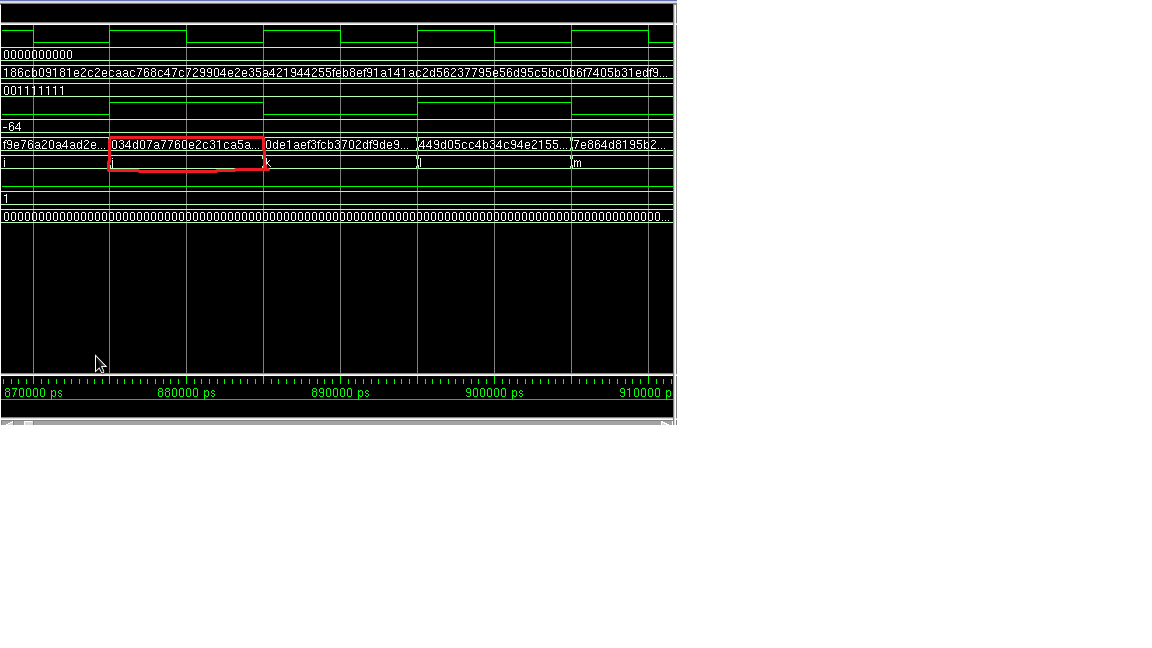 0000000000
186cb09181e2c2ecaac768c47c729904e2e35a421944255feb8ef91a141ac2d56237795e56d95c5bc0b6f7405b31edf9...
001111111
-64
f9e76a20a4ad2e... 034d07a7760e2c31ca5a... 0de1aef3fcb3702df9de9... 449d05cc4b34c94e2155... 7e864d8195b2...
i j k l m
1
0000000000000000000000000000000000000000000000000000000000000000000000000000000000000000000000...
870000 ps 880000 ps 890000 ps 900000 ps 910000 p